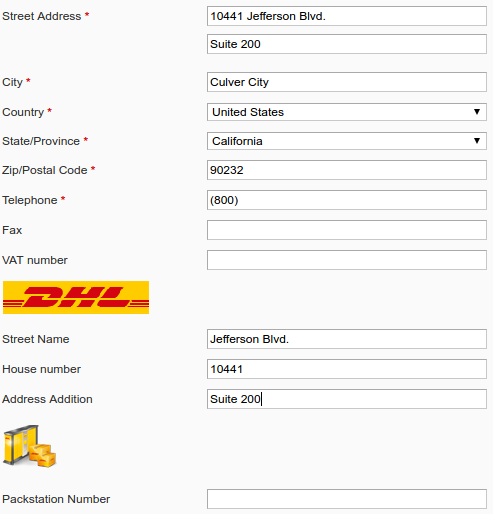 Street Address * 10441 Jefferson Blvd.
Suite 200
City * Culver City
Country * United States
State/Province * California
Zip/Postal Code * 90232
Telephone * (800)
Fax
VAT number
DHL
Street Name Jefferson Blvd.
House number 10441
Address Addition Suite 200
Packstation Number